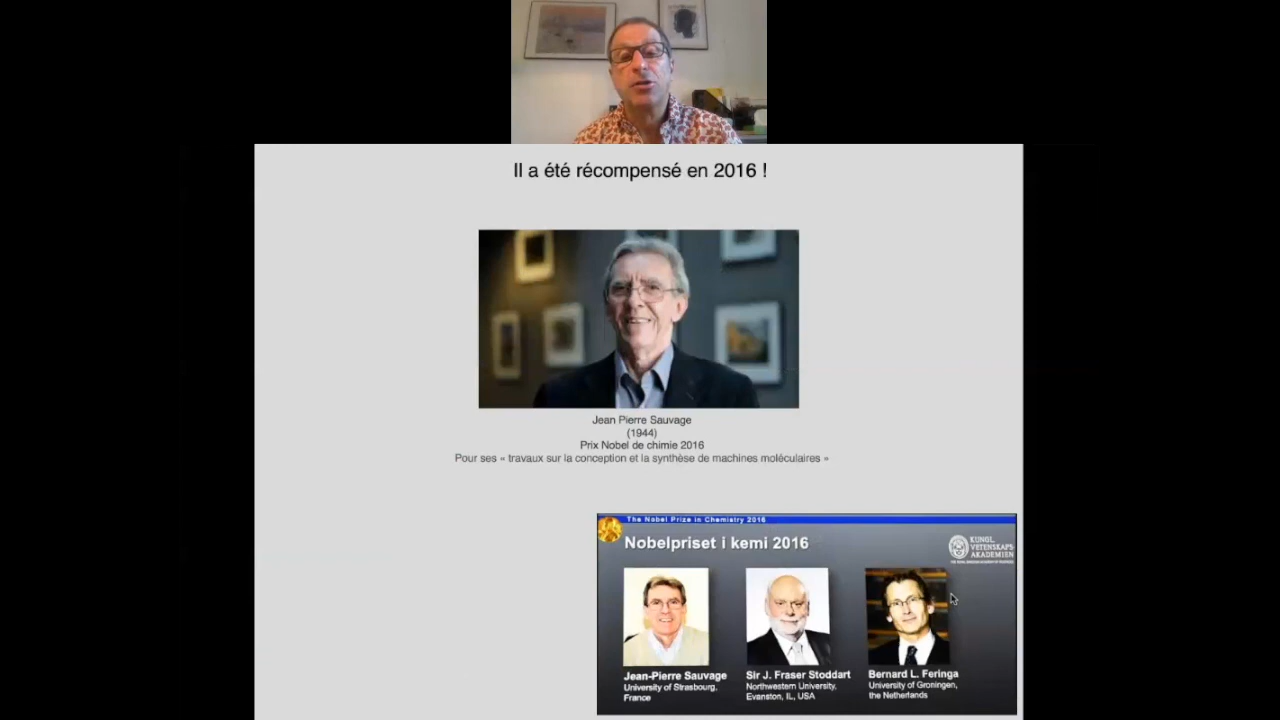 Il a été récompensé en 2016 !
Jean Pierre Sauvage
(1944)
Prix Nobel de chimie 2016
Pour ses « travaux sur la conception et la synthèse de machines moléculaires »
The Nobel Prize in Chemistry 2016
Nobelpriset i kemi 2016
KUNGL.
VETENSKAPS-
AKADEMIEN
Jean-Pierre Sauvage
University of Strasbourg,
France
Sir J. Fraser Stoddart
Northwestern University,
Evanston, IL, USA
Bernard L. Feringa
University of Groningen,
the Netherlands